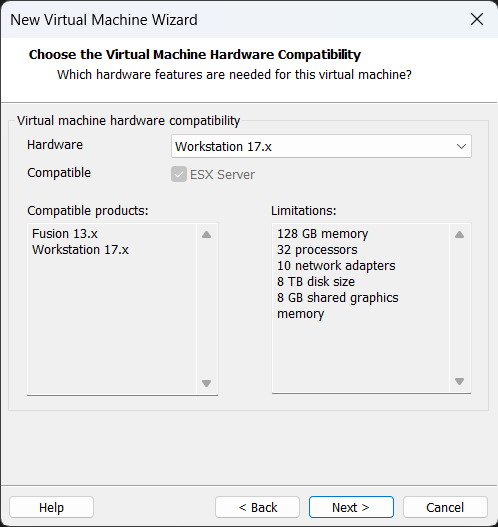 New Virtual Machine Wizard
Choose the Virtual Machine Hardware Compatibility
Which hardware features are needed for this virtual machine?
Virtual machine hardware compatibility
Hardware
Workstation 17.x
Compatible
ESX Server
Compatible products:
Fusion 13.x
Workstation 17.x
Limitations:
128 GB memory
32 processors
10 network adapters
8 TB disk size
8 GB shared graphics
memory
Help
< Back
Next >
Cancel